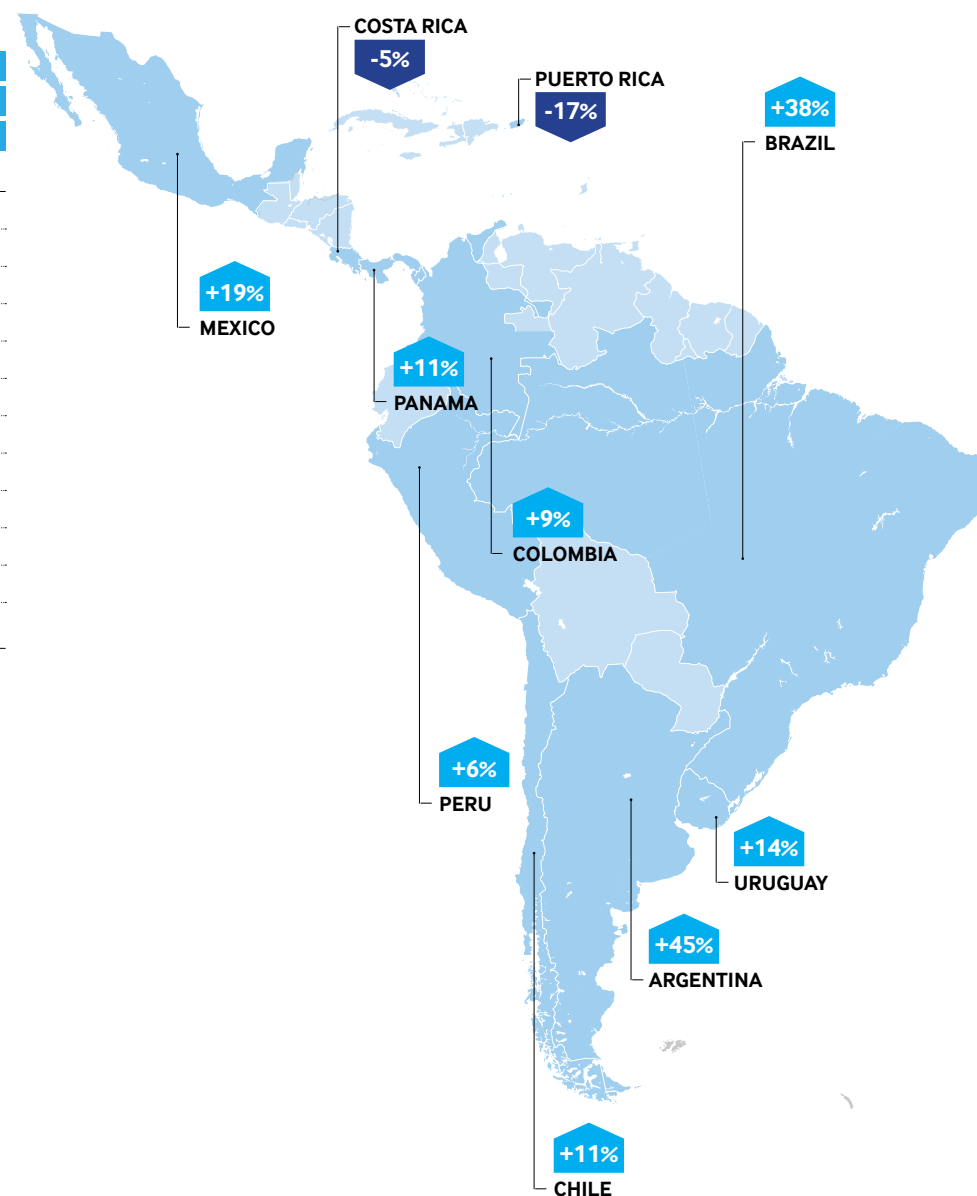 COSTA RICA
-5%
PUERTO RICA
-17%
+38%
BRAZIL
+19%
MEXICO
+11%
PANAMA
+9%
COLOMBIA
+6%
PERU
+14%
URUGUAY
+45%
ARGENTINA
+11%
CHILE